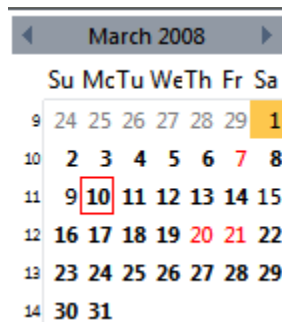 March 2008
Su Mo Tu We Th Fr Sa
9 24 25 26 27 28 29 1
10 2 3 4 5 6 7 8
11 9 10 11 12 13 14 15
12 16 17 18 19 20 21 22
13 23 24 25 26 27 28 29
14 30 31